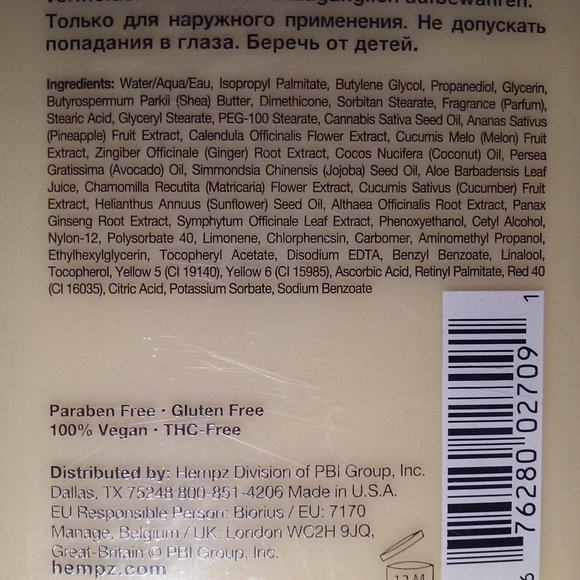 Только для наружного применения. Не допускать
попадания в глаза. Беречь от детей.
Ingredients: Water/Aqua/Eau, Isopropyl Palmitate, Butylene Glycol, Propanediol, Glycerin,
Butyrospermum Parkii (Shea) Butter, Dimethicone, Sorbitan Stearate, Fragrance (Parfum),
Stearic Acid, Glyceryl Stearate, PEG-100 Stearate, Cannabis Sativa Seed Oil, Ananas Sativus
(Pineapple) Fruit Extract, Calendula Officinalis Flower Extract, Cucumis Melo (Melon) Fruit
Extract, Zingiber Officinale (Ginger) Root Extract, Cocos Nucifera (Coconut) Oil, Persea
Gratissima (Avocado) Oil, Simmondsia Chinensis (Jojoba) Seed Oil, Aloe Barbadensis Leaf
Juice, Chamomilla Recutita (Matricaria) Flower Extract, Cucumis Sativus (Cucumber) Fruit
Extract, Helianthus Annuus (Sunflower) Seed Oil, Althaea Officinalis Root Extract, Panax
Ginseng Root Extract, Symphytum Officinale Leaf Extract, Phenoxyethanol, Cetyl Alcohol,
Nylon-12, Polysorbate 40, Limonene, Chlorphencsin, Carbomer, Aminomethyl Propanol,
Ethylhexylglycerin, Tocopheryl Acetate, Disodium EDTA, Benzyl Benzoate, Linalool,
Tocopherol, Yellow 5 (CI 19140), Yellow 6 (CI 15985), Ascorbic Acid, Retinyl Palmitate, Red 40
(CI 16035), Citric Acid, Potassium Sorbate, Sodium Benzoate
Paraben Free • Gluten Free
100% Vegan • THC-Free
Distributed by: Hempz Division of PBI Group, Inc.
Dallas, TX 75248 800-851-4206 Made in U.S.A.
EU Responsible Person: Biorius / EU: 7170
Manage, Belgium / UK: London WC2H 9JQ,
Great-Britain © PBI Group, Inc.
hempz.com
12 M
76280 02709 1